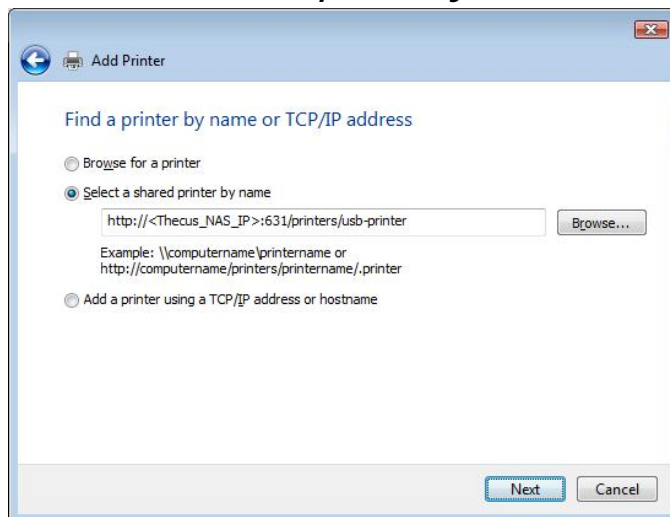 Add Printer
Find a printer by name or TCP/IP address
Browse for a printer
Select a shared printer by name
http://<Thecus_NAS_IP>:631/printers/usb-printer
Browse...
Example: \\computername\printername or
http://computername/printers/printername/.printer
Add a printer using a TCP/IP address or hostname
Next Cancel